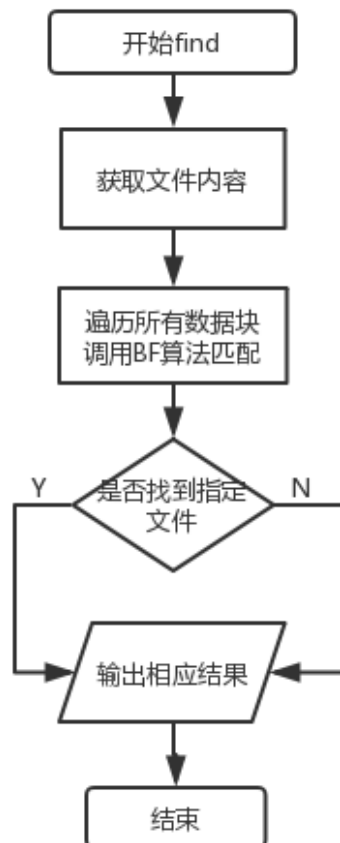 开始find
获取文件内容
遍历所有数据块
调用BF算法匹配
是否找到指定
文件
Y
N
输出相应结果
结束